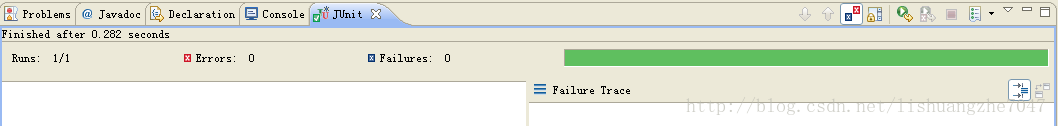 Problems @ Javadoc Declaration Console JUnit
Finished after 0.282 seconds
Runs: 1/1 Errors: 0 Failures: 0
Failure Trace
http://blog.csdn.net/lishuangzhe7047